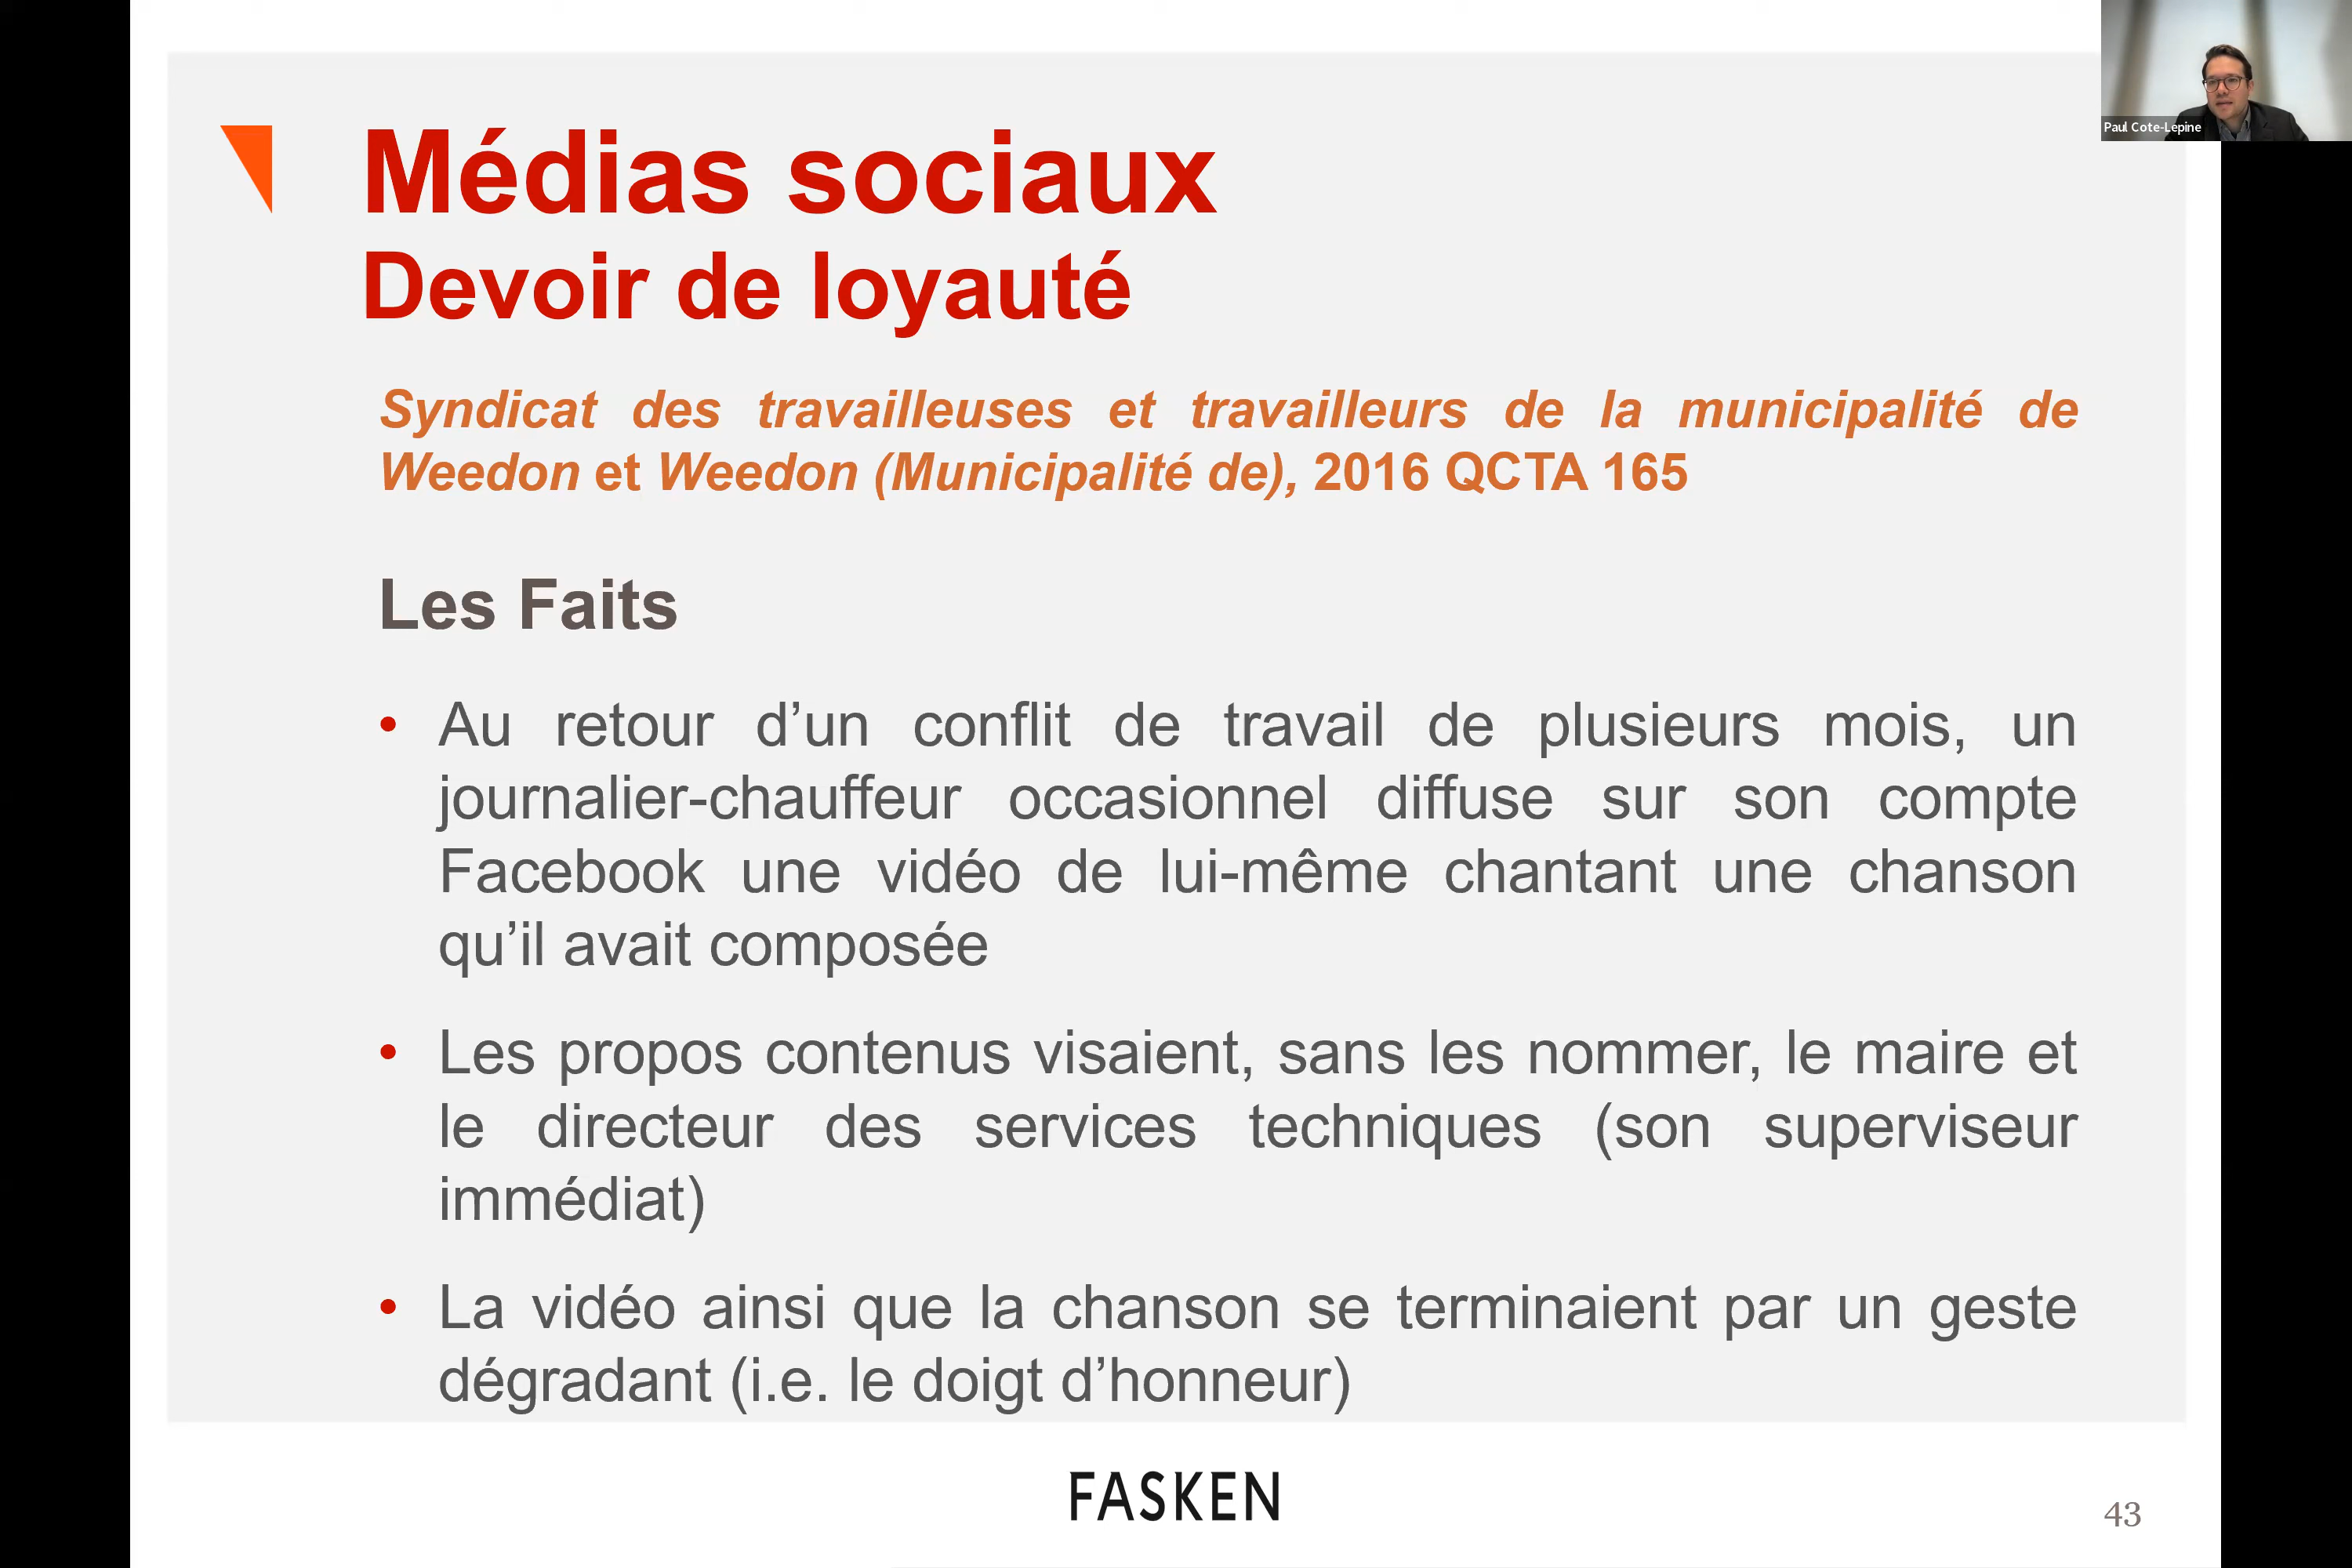 Paul Cote-Lepine
Médias sociaux
Devoir de loyauté
Syndicat des travailleuses et travailleurs de la municipalité de
Weedon et Weedon (Municipalité de), 2016 QCTA 165
Les Faits
• Au retour d’un conflit de travail de plusieurs mois, un
journalier-chauffeur occasionnel diffuse sur son compte
Facebook une vidéo de lui-même chantant une chanson
qu’il avait composée
• Les propos contenus visaient, sans les nommer, le maire et
le directeur des services techniques (son superviseur
immédiat)
• La vidéo ainsi que la chanson se terminaient par un geste
dégradant (i.e. le doigt d’honneur)
FASKEN
43